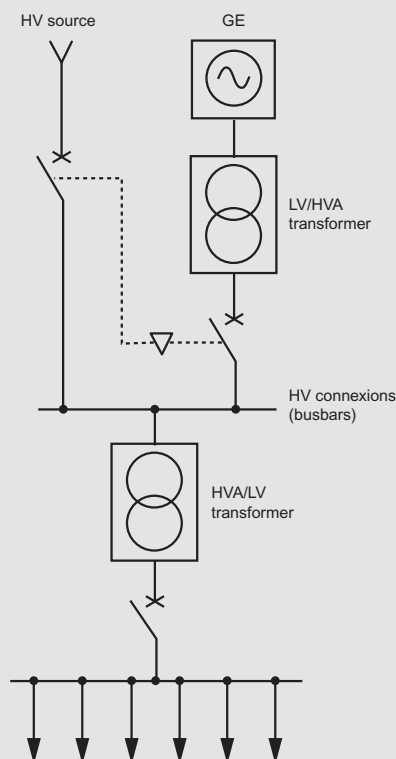 HV source
GE
LV/HVA
transformer
HV connexions
(busbars)
HVA/LV
transformer